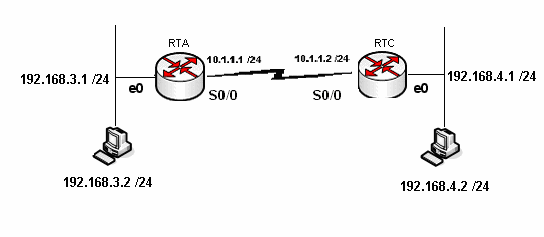 RTA
RTC
10.1.1.1 /24
10.1.1.2 /24
192.168.3.1 /24
192.168.4.1 /24
e0
e0
S0/0
S0/0
192.168.3.2 /24
192.168.4.2 /24